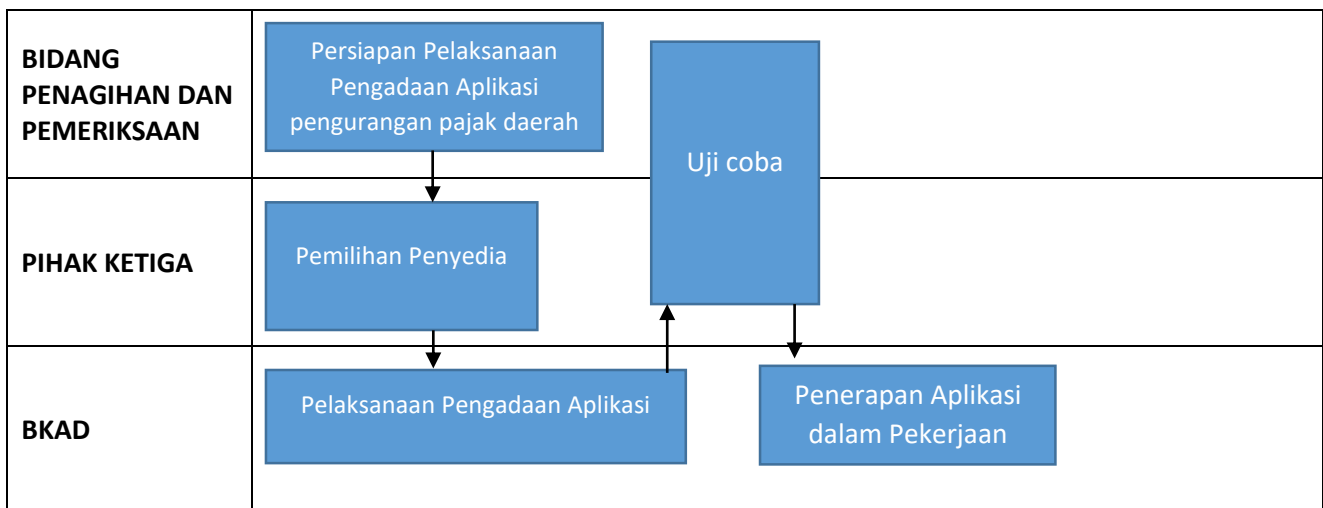 BIDANG
PENAGIHAN DAN
PEMERIKSAAN
Persiapan Pelaksanaan
Pengadaan Aplikasi
pengurangan pajak daerah
Uji coba
PIHAK KETIGA
Pemilihan Penyedia
BKAD
Pelaksanaan Pengadaan Aplikasi
Penerapan Aplikasi
dalam Pekerjaan